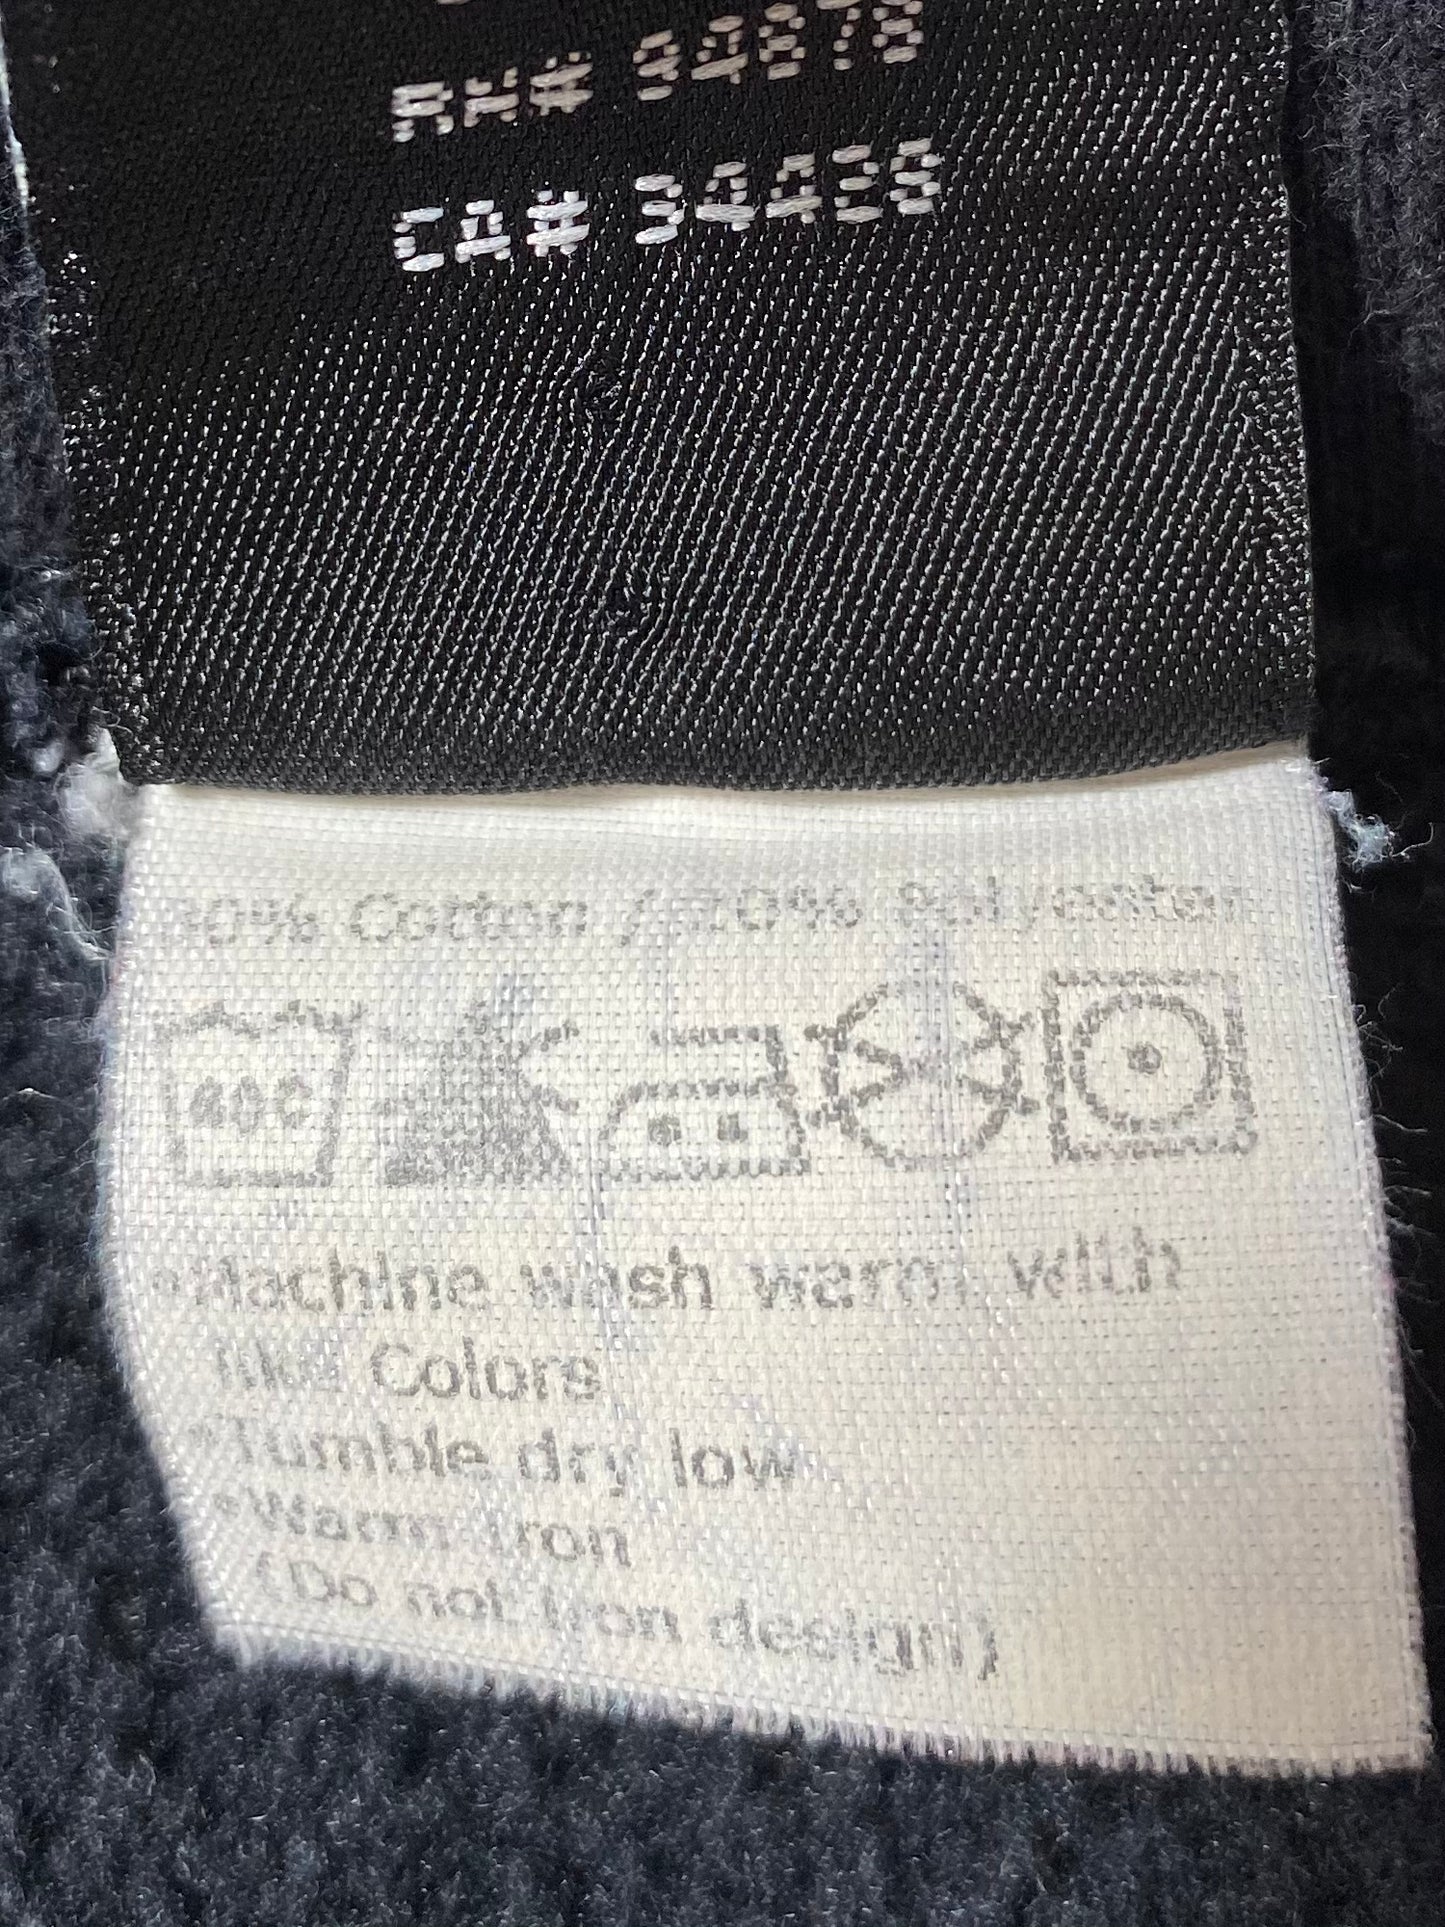 RN# 94878
CA# 34428
Cotton / Polyester
40C
•Machine wash warm with
like Colors
•Tumble dry low
•Warm Iron
(Do not Iron design)